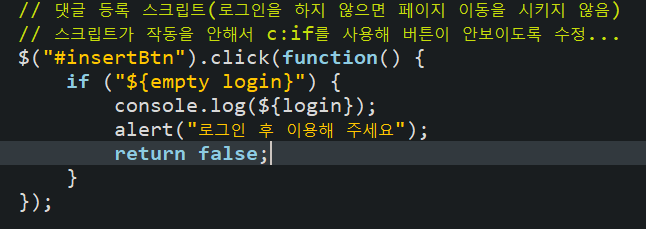 // 댓글 등록 스크립트(로그인을 하지 않으면 페이지 이동을 시키지 않음)
// 스크립트가 작동을 안해서 c:if를 사용해 버튼이 안보이도록 수정...
$("#insertBtn").click(function() {
    if ("${empty login}") {
        console.log(${login});
        alert("로그인 후 이용해 주세요");
        return false;
    }
});